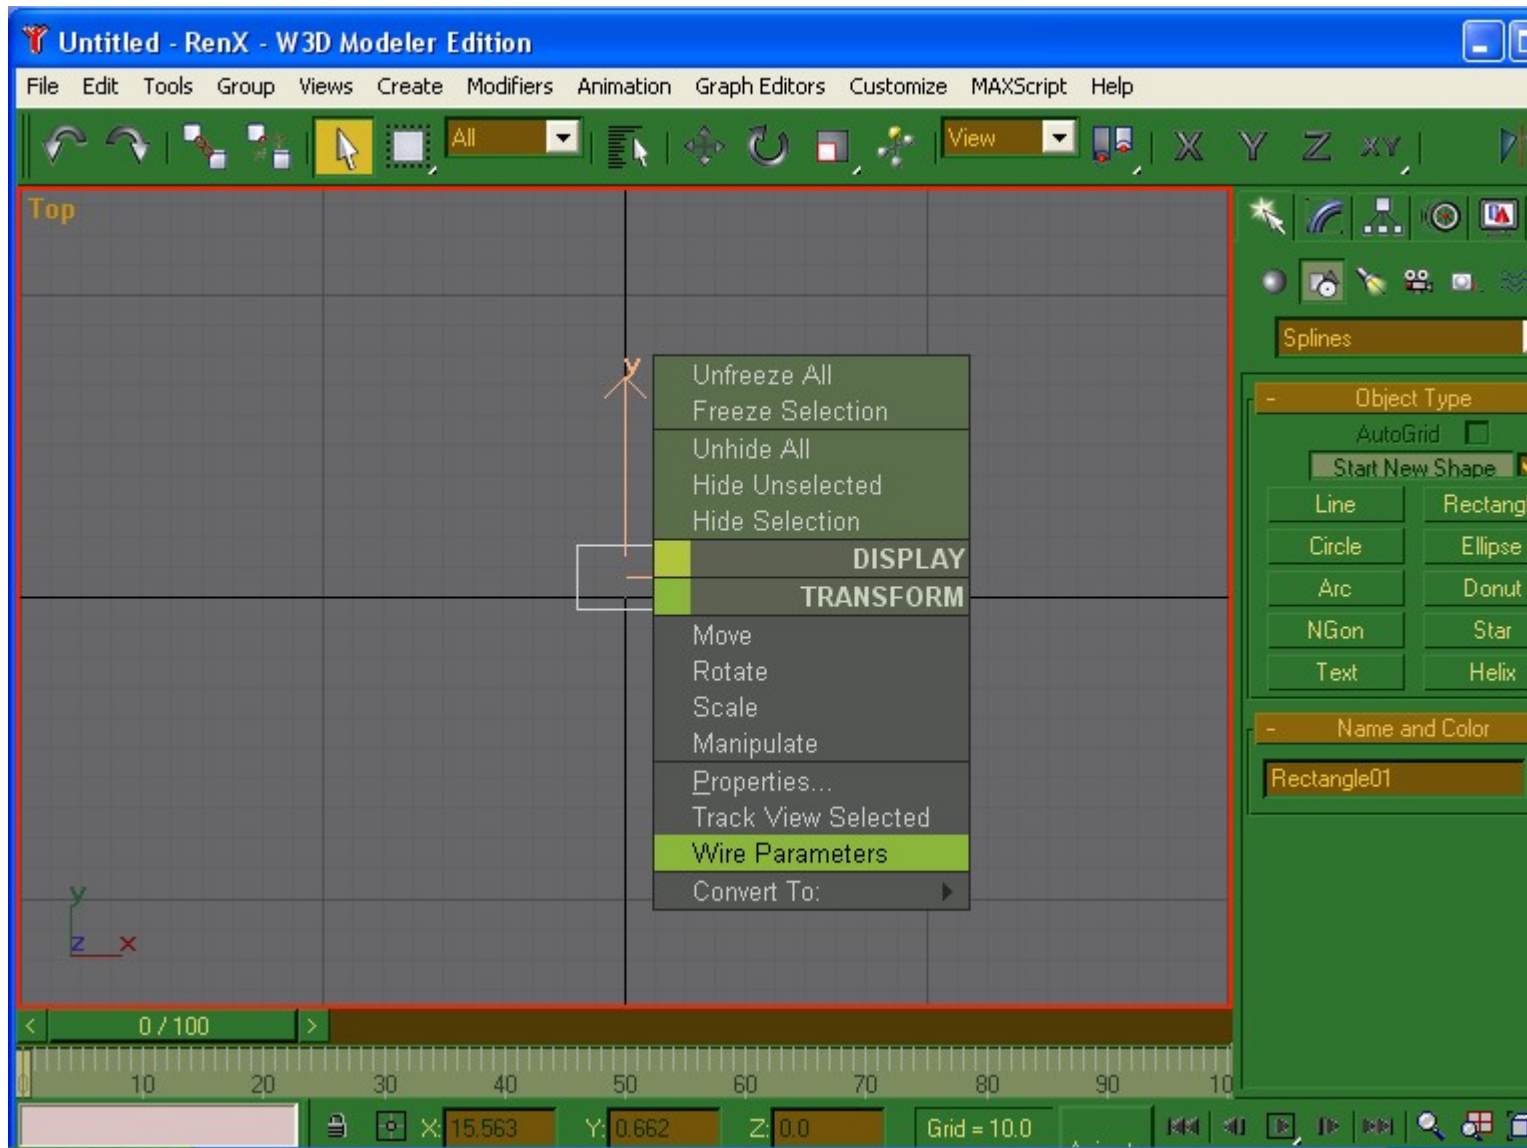 Untitled - RenX - W3D Modeler Edition
File Edit Tools Group Views Create Modifiers Animation Graph Editors Customize MAXScript Help
All View X Y Z XY
Top
Splines
Object Type
AutoGrid
Start New Shape
Line Rectang
Circle Ellipse
Arc Donut
NGon Star
Text Helix
Name and Color
Rectangle01
y
Unfreeze All
Freeze Selection
Unhide All
Hide Unselected
Hide Selection
DISPLAY
TRANSFORM
Move
Rotate
Scale
Manipulate
Properties...
Track View Selected
Wire Parameters
Convert To:
y
z x
< 0 / 100 >
10 20 30 40 50 60 70 80 90 10
X: 15.563 Y: 0.662 Z: 0.0 Grid = 10.0